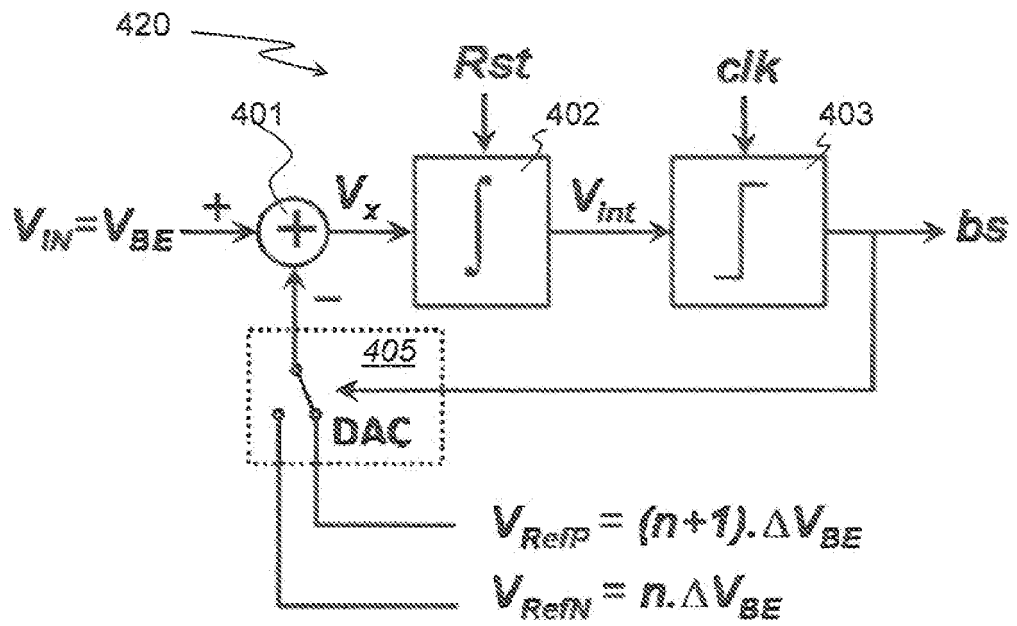 420
Rst
clk
401
402
403
V_IN=V_BE
+
+
V_x
∫
V_int
bs
−
405
DAC
V_RefP = (n+1).ΔV_BE
V_RefN = n.ΔV_BE